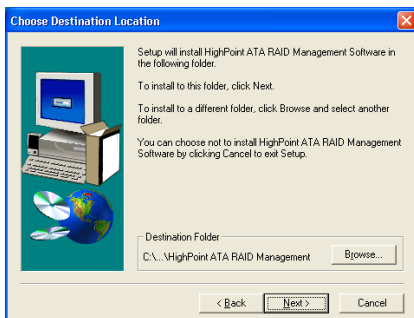 Choose Destination Location
Setup will install HighPoint ATA RAID Management Software in
the following folder.
To install to this folder, click Next.
To install to a different folder, click Browse and select another
folder.
You can choose not to install HighPoint ATA RAID Management
Software by clicking Cancel to exit Setup.
Destination Folder
C:\...\HighPoint ATA RAID Management
Browse...
< Back
Next >
Cancel